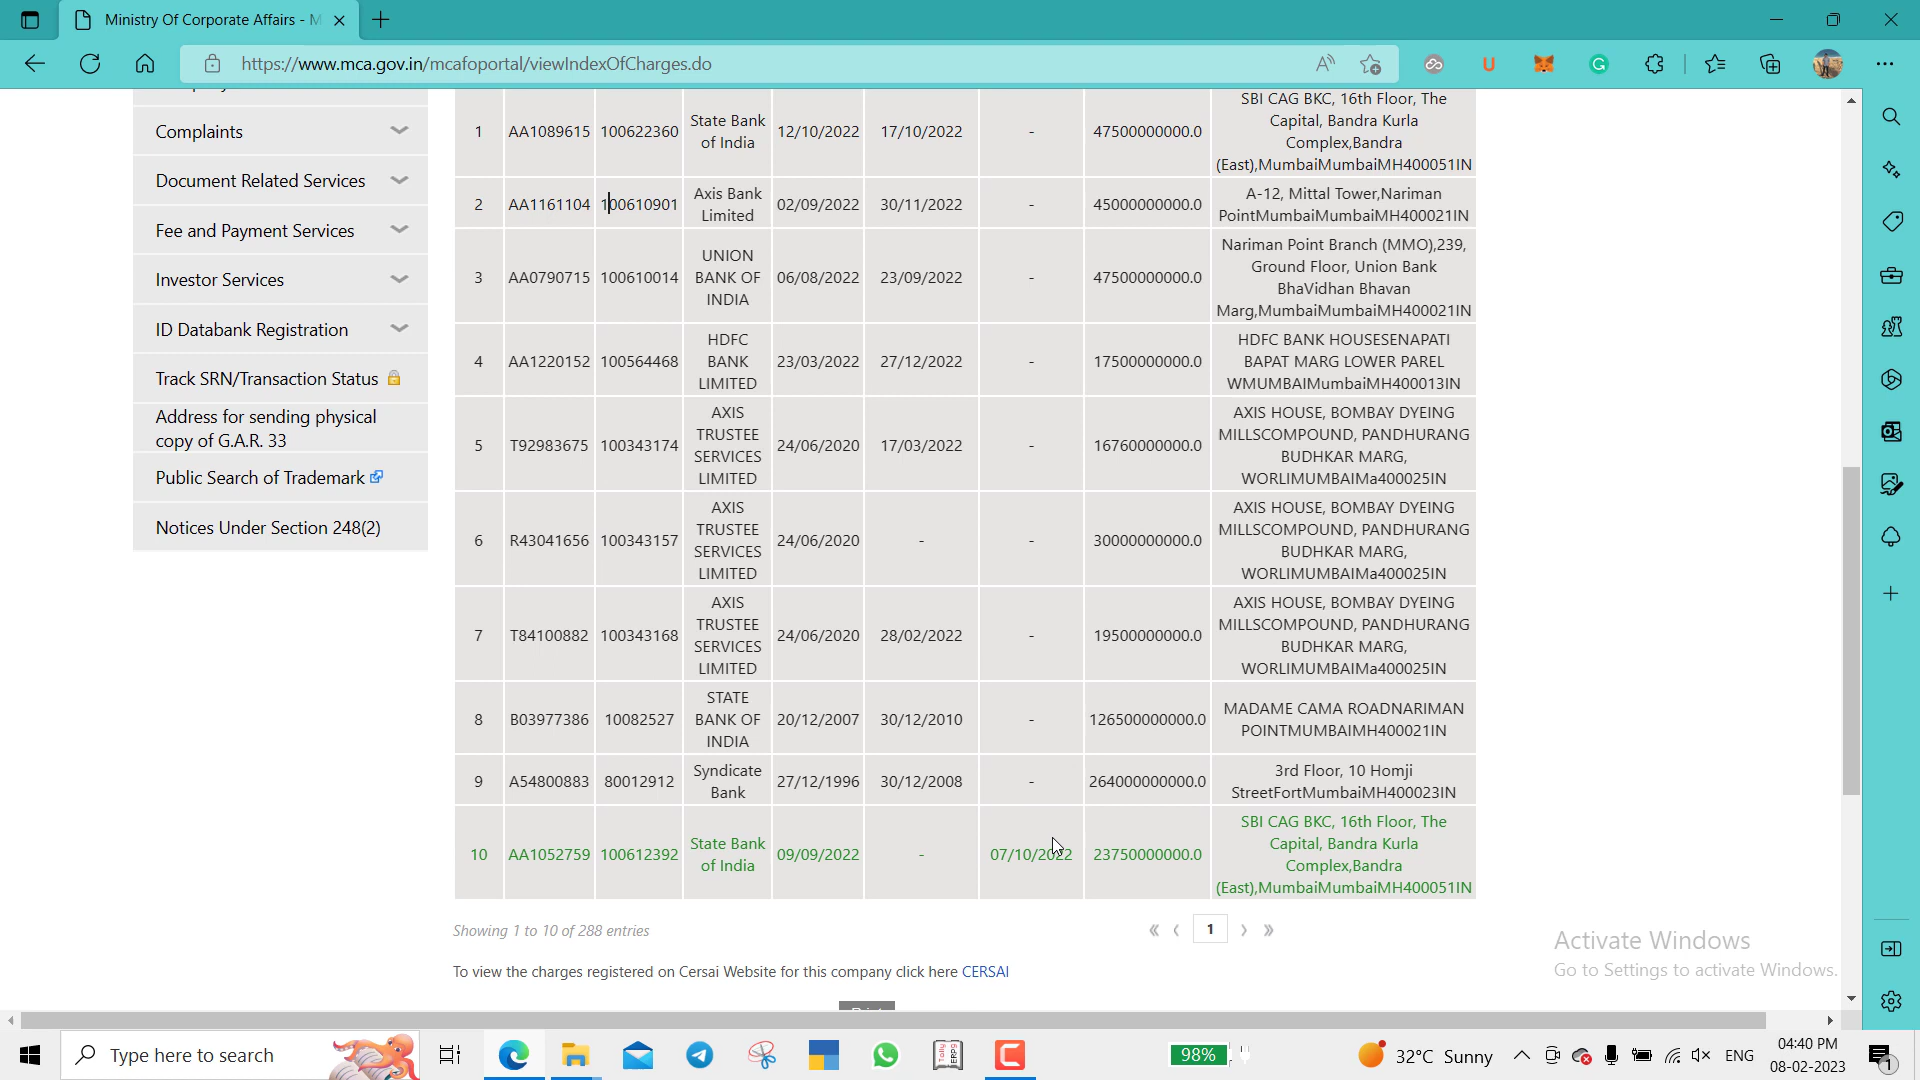 Ministry Of Corporate Affairs - M
https://www.mca.gov.in/mcafoportal/viewIndexOfCharges.do
Complaints
Document Related Services
Fee and Payment Services
Investor Services
ID Databank Registration
Track SRN/Transaction Status
Address for sending physical
copy of G.A.R. 33
Public Search of Trademark
Notices Under Section 248(2)
1 AA1089615 100622360 State Bank of India 12/10/2022 17/10/2022 - 47500000000.0 SBI CAG BKC, 16th Floor, The Capital, Bandra Kurla Complex,Bandra (East),MumbaiMumbaiMH400051IN
2 AA1161104 100610901 Axis Bank Limited 02/09/2022 30/11/2022 - 45000000000.0 A-12, Mittal Tower,Nariman PointMumbaiMumbaiMH400021IN
3 AA0790715 100610014 UNION BANK OF INDIA 06/08/2022 23/09/2022 - 47500000000.0 Nariman Point Branch (MMO),239, Ground Floor, Union Bank BhaVidhan Bhavan Marg,MumbaiMumbaiMH400021IN
4 AA1220152 100564468 HDFC BANK LIMITED 23/03/2022 27/12/2022 - 17500000000.0 HDFC BANK HOUSESENAPATI BAPAT MARG LOWER PAREL WMUMBAIMumbaiMH400013IN
5 T92983675 100343174 AXIS TRUSTEE SERVICES LIMITED 24/06/2020 17/03/2022 - 16760000000.0 AXIS HOUSE, BOMBAY DYEING MILLSCOMPOUND, PANDHURANG BUDHKAR MARG, WORLIMUMBAIMa400025IN
6 R43041656 100343157 AXIS TRUSTEE SERVICES LIMITED 24/06/2020 - - 30000000000.0 AXIS HOUSE, BOMBAY DYEING MILLSCOMPOUND, PANDHURANG BUDHKAR MARG, WORLIMUMBAIMa400025IN
7 T84100882 100343168 AXIS TRUSTEE SERVICES LIMITED 24/06/2020 28/02/2022 - 19500000000.0 AXIS HOUSE, BOMBAY DYEING MILLSCOMPOUND, PANDHURANG BUDHKAR MARG, WORLIMUMBAIMa400025IN
8 B03977386 10082527 STATE BANK OF INDIA 20/12/2007 30/12/2010 - 126500000000.0 MADAME CAMA ROADNARIMAN POINTMUMBAIMH400021IN
9 A54800883 80012912 Syndicate Bank 27/12/1996 30/12/2008 - 264000000000.0 3rd Floor, 10 Homji StreetFortMumbaiMH400023IN
10 AA1052759 100612392 State Bank of India 09/09/2022 - 07/10/2022 23750000000.0 SBI CAG BKC, 16th Floor, The Capital, Bandra Kurla Complex,Bandra (East),MumbaiMumbaiMH400051IN
Showing 1 to 10 of 288 entries
« ‹ 1 › »
To view the charges registered on Cersai Website for this company click here CERSAI
Activate Windows
Go to Settings to activate Windows.
Type here to search
98%
32°C Sunny
ENG
04:40 PM
08-02-2023
1